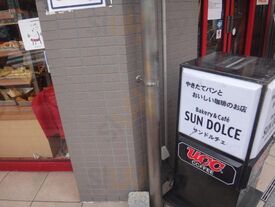 やきたてパンと
おいしい珈琲のお店
Bakery & Café
SUN DOLCE
サンドルチェ
UCC
COFFEE